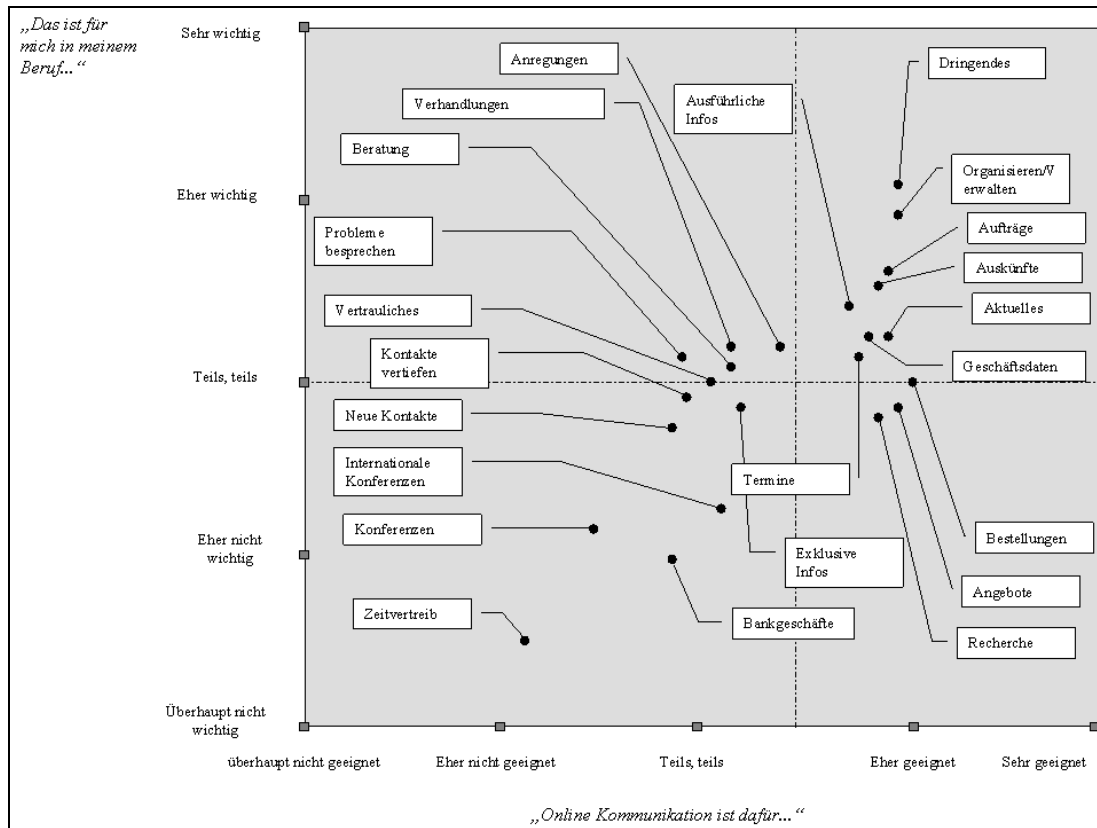 „Das ist für
mich in meinem
Beruf...“
Sehr wichtig
Eher wichtig
Teils, teils
Eher nicht
wichtig
Überhaupt nicht
wichtig
Anregungen
Dringendes
Verhandlungen
Ausführliche
Infos
Beratung
Organisieren/V
erwalten
Probleme
besprechen
Aufträge
Auskünfte
Vertrauliches
Aktuelles
Kontakte
vertiefen
Geschäftsdaten
Neue Kontakte
Internationale
Konferenzen
Termine
Konferenzen
Bestellungen
Exklusive
Infos
Angebote
Zeitvertreib
Bankgeschäfte
Recherche
überhaupt nicht geeignet
Eher nicht geeignet
Teils, teils
Eher geeignet
Sehr geeignet
„Online Kommunikation ist dafür...“